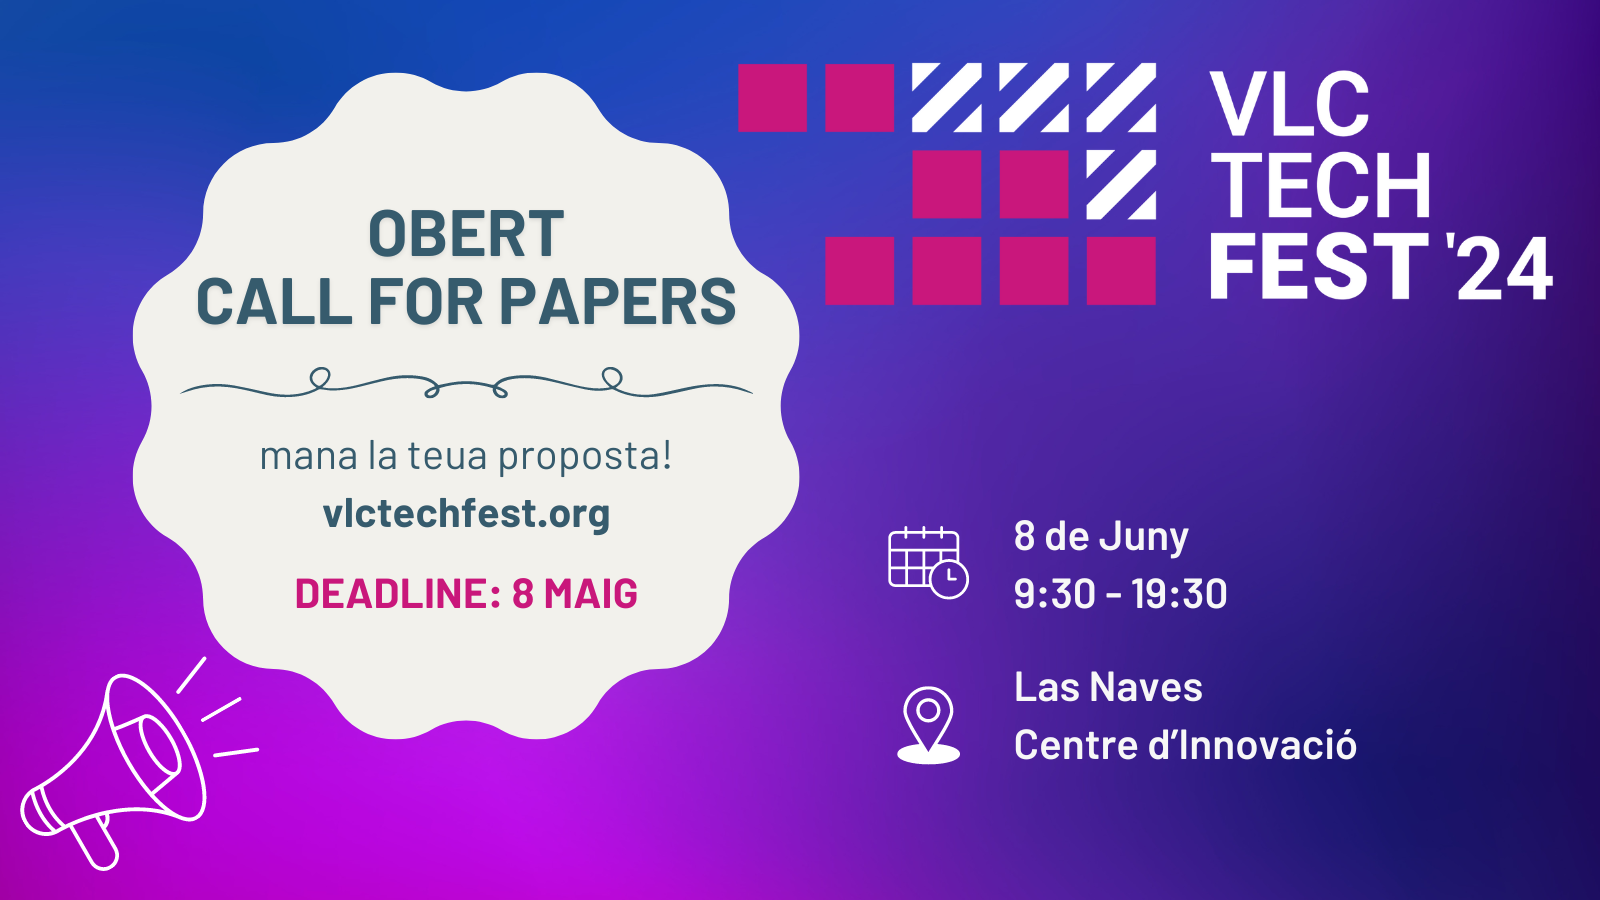 OBERT
CALL FOR PAPERS
mana la teua proposta!
vlctechfest.org
DEADLINE: 8 MAIG
VLC
TECH
FEST '24
8 de Juny
9:30 - 19:30
Las Naves
Centre d’Innovació